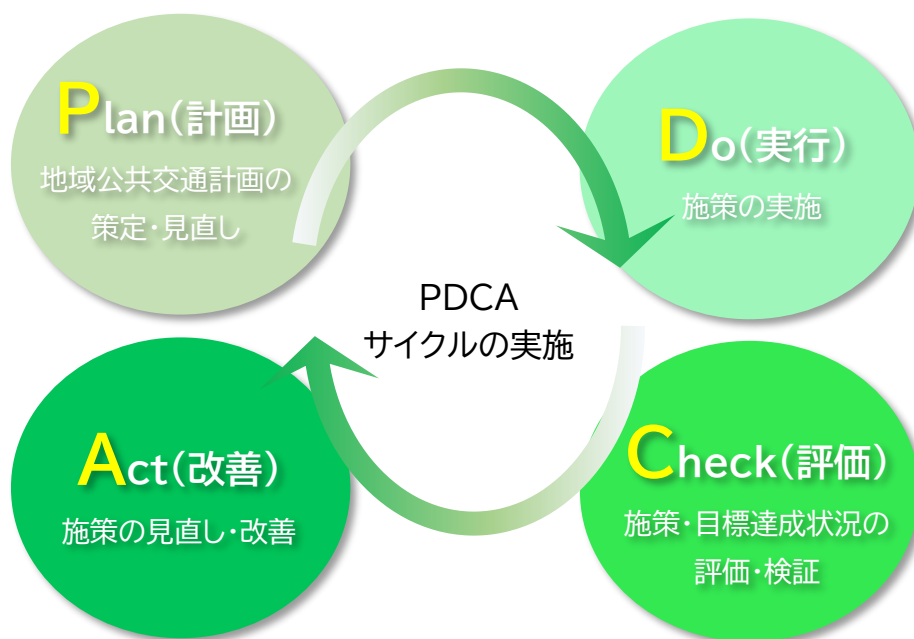 Plan(計画)
地域公共交通計画の
策定・見直し
Do(実行)
施策の実施
PDCA
サイクルの実施
Act(改善)
施策の見直し・改善
Check(評価)
施策・目標達成状況の
評価・検証